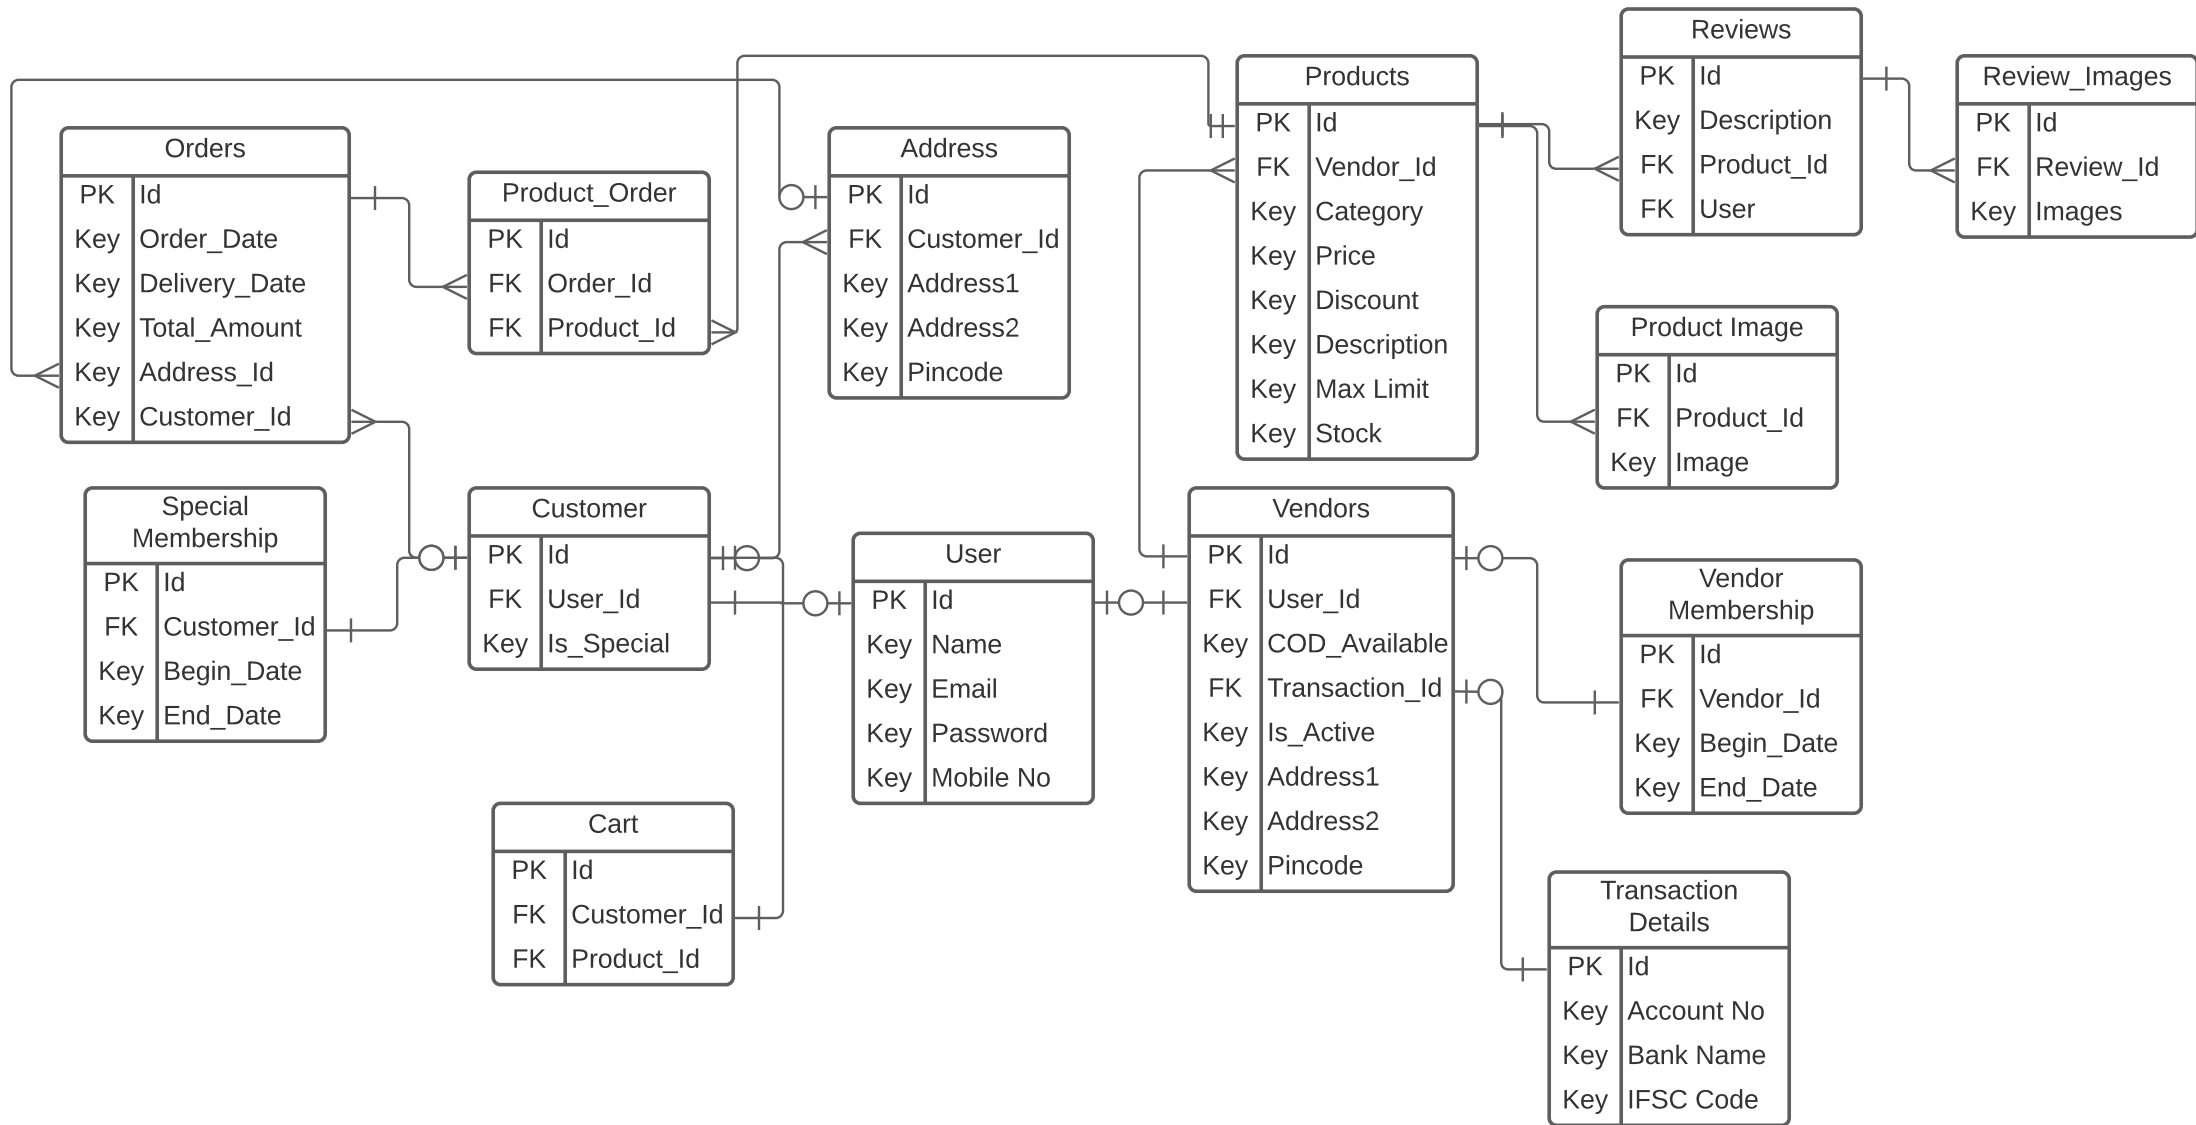 Orders
PK Id
Key Order_Date
Key Delivery_Date
Key Total_Amount
Key Address_Id
Key Customer_Id
Product_Order
PK Id
FK Order_Id
FK Product_Id
Address
PK Id
FK Customer_Id
Key Address1
Key Address2
Key Pincode
Products
PK Id
FK Vendor_Id
Key Category
Key Price
Key Discount
Key Description
Key Max Limit
Key Stock
Reviews
PK Id
Key Description
FK Product_Id
FK User
Review_Images
PK Id
FK Review_Id
Key Images
Product Image
PK Id
FK Product_Id
Key Image
Special
Membership
PK Id
FK Customer_Id
Key Begin_Date
Key End_Date
Customer
PK Id
FK User_Id
Key Is_Special
User
PK Id
Key Name
Key Email
Key Password
Key Mobile No
Vendors
PK Id
FK User_Id
Key COD_Available
FK Transaction_Id
Key Is_Active
Key Address1
Key Address2
Key Pincode
Vendor
Membership
PK Id
FK Vendor_Id
Key Begin_Date
Key End_Date
Cart
PK Id
FK Customer_Id
FK Product_Id
Transaction
Details
PK Id
Key Account No
Key Bank Name
Key IFSC Code